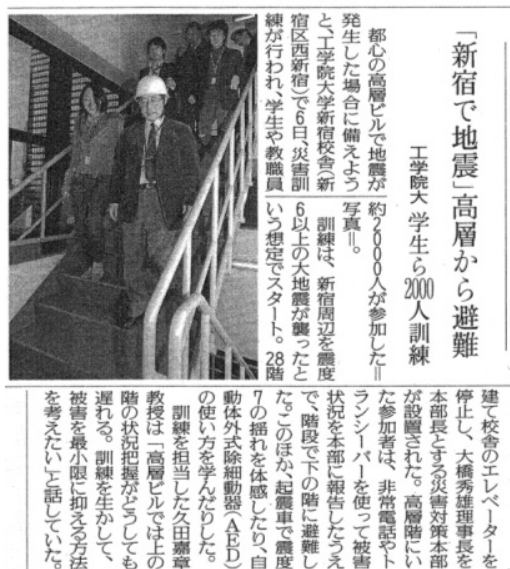 「新宿で地震」高層から避難
工学院大 学生ら2000人訓練
都心の高層ビルで地震が
発生した場合に備えよう
と、工学院大学新宿校舎(新
宿区西新宿)で6日、災害訓
練が行われ、学生や教職員
約2000人が参加した=
写真=。
訓練は、新宿周辺を震度
6以上の大地震が襲ったと
いう想定でスタート。28階
建て校舎のエレベーターを
停止し、大橋秀雄理事長を
本部長とする災害対策本部
が設置された。高層階にい
た参加者は、非常電話やト
ランシーバーを使って被害
状況を本部に報告したうえ
で、階段で下の階に避難し
た。このほか、起震車で震度
7の揺れを体感したり、自
動体外式除細動器(AED)
の使い方を学んだりした。
訓練を担当した久田嘉章
教授は「高層ビルでは上の
階の状況把握がどうしても
遅れる。訓練を生かして、
被害を最小限に抑える方法
を考えたい」と話していた。